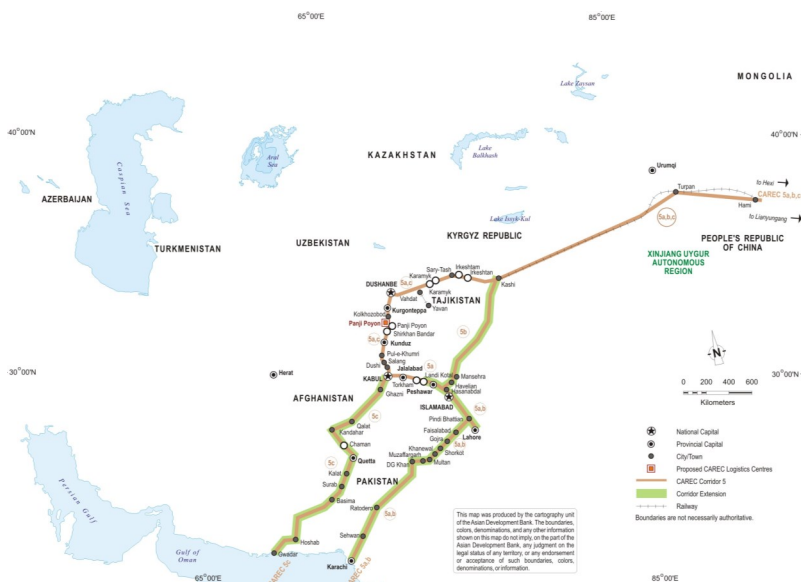 65°00'E
85°00'E
MONGOLIA
Lake Zaysan
40°00'N
40°00'N
KAZAKHSTAN
Lake
Balkhash
Aral
Sea
Caspian Sea
Urumqi
to Hexi
Turpan
CAREC 5a,b,c
Hami
AZERBAIJAN
5a,b,c
to Lianyungang
Lake Issyk-Kul
KYRGYZ REPUBLIC
UZBEKISTAN
TURKMENISTAN
PEOPLE'S REPUBLIC
OF CHINA
XINJIANG UYGUR
AUTONOMOUS
REGION
Sary-Tash
Irkeshtam
Irkeshtan
Karamyk
Kashi
DUSHANBE
5a,c
Karamyk
Vahdat
TAJIKISTAN
Yavan
Kurgonteppa
Kolkhozobod
Panji Poyon
Panji Poyon
Shirkhan Bandar
5b
5a,c
Kunduz
Pul-e-Khumri
Salang
Dushi
Jalalabad
5a
Landi Kotal
Mansehra
KABUL
Torkham
Peshawar
Havelian
Hasanabdal
Ghazni
ISLAMABAD
30°00'N
30°00'N
Herat
AFGHANISTAN
N
0 200 400 600
Kilometers
5c
Qalat
Kandahar
Pindi Bhattian
5a,b
Faisalabad
Lahore
Gojra
5a,b
Khanewal
Shorkot
Muzaffargarh
Multan
DG Khan
Chaman
Quetta
5c
Kalat
Surab
PAKISTAN
Basima
Ratodero
5a,b
Sehwan
Hoshab
Gwadar
Karachi
CAREC 5c
CAREC 5a,b
Persian Gulf
Gulf of
Oman
65°00'E
85°00'E
National Capital
Provincial Capital
City/Town
Proposed CAREC Logistics Centres
CAREC Corridor 5
Corridor Extension
Railway
Boundaries are not necessarily authoritative.
This map was produced by the cartography unit
of the Asian Development Bank. The boundaries,
colors, denominations, and any other information
shown on this map do not imply, on the part of the
Asian Development Bank, any judgment on the
legal status of any territory, or any endorsement
or acceptance of such boundaries, colors,
denominations, or information.